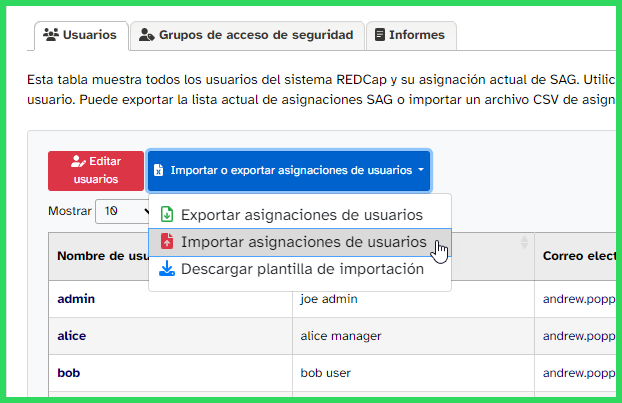 Usuarios
Grupos de acceso de seguridad
Informes
Esta tabla muestra todos los usuarios del sistema REDCap y su asignación actual de SAG. Utilic
usuario. Puede exportar la lista actual de asignaciones SAG o importar un archivo CSV de asign
Editar
usuarios
Importar o exportar asignaciones de usuarios
Mostrar 10
Exportar asignaciones de usuarios
Importar asignaciones de usuarios
Descargar plantilla de importación
Nombre de usu
Correo elect
admin joe admin andrew.popp
alice alice manager andrew.popp
bob bob user andrew.popp